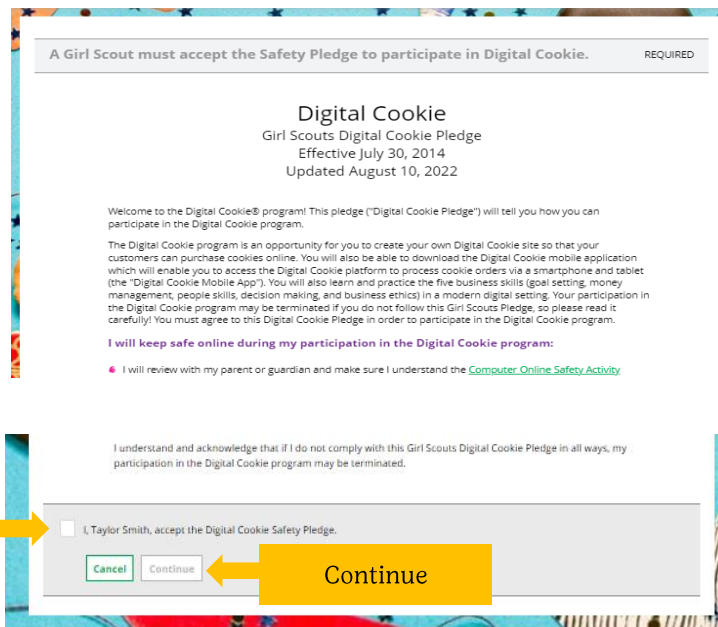 A Girl Scout must accept the Safety Pledge to participate in Digital Cookie. REQUIRED
Digital Cookie
Girl Scouts Digital Cookie Pledge
Effective July 30, 2014
Updated August 10, 2022
Welcome to the Digital Cookie® program! This pledge ("Digital Cookie Pledge") will tell you how you can
participate in the Digital Cookie program.
The Digital Cookie program is an opportunity for you to create your own Digital Cookie site so that your
customers can purchase cookies online. You will also be able to download the Digital Cookie mobile application
which will enable you to access the Digital Cookie platform to process cookie orders via a smartphone and tablet
(the "Digital Cookie Mobile App"). You will also learn and practice the five business skills (goal setting, money
management, people skills, decision making, and business ethics) in a modern digital setting. Your participation in
the Digital Cookie program may be terminated if you do not follow this Girl Scouts Pledge, so please read it
carefully! You must agree to this Digital Cookie Pledge in order to participate in the Digital Cookie program.
I will keep safe online during my participation in the Digital Cookie program:
I will review with my parent or guardian and make sure I understand the Computer Online Safety Activity
I understand and acknowledge that if I do not comply with this Girl Scouts Digital Cookie Pledge in all ways, my
participation in the Digital Cookie program may be terminated.
I, Taylor Smith, accept the Digital Cookie Safety Pledge.
Cancel Continue
Continue